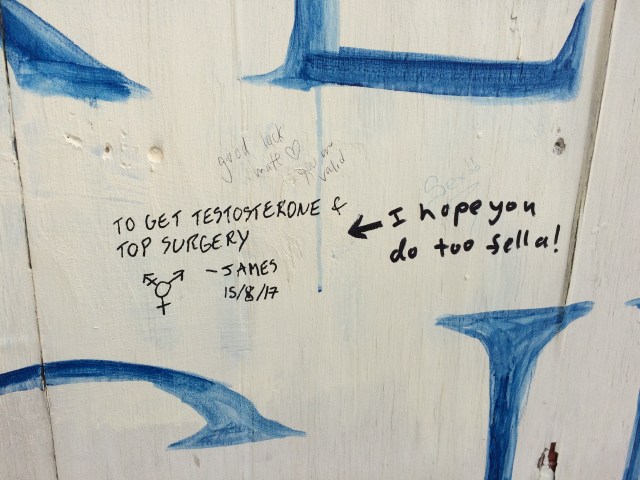 good luck
mate ♡
you are
valid
TO GET TESTOSTERONE &
TOP SURGERY
⚧ - JAMES
15/8/17
← I hope you
do too fella!